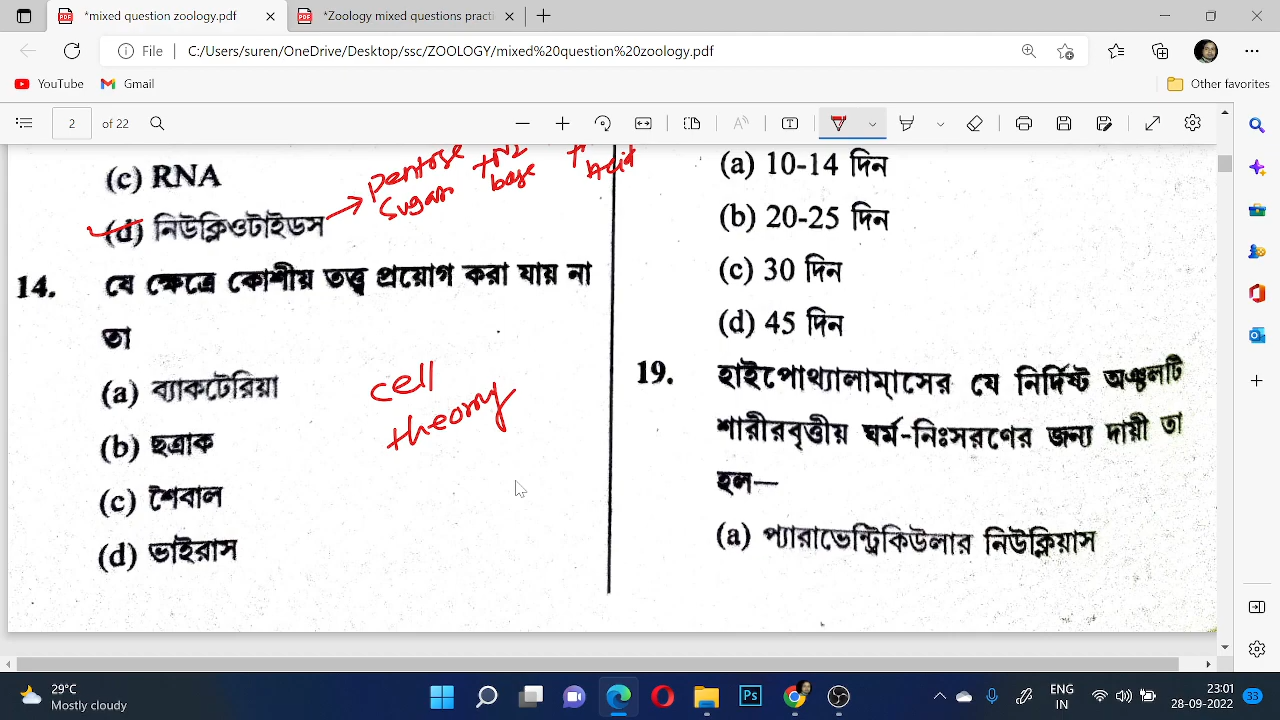 *mixed question zoology.pdf
*Zoology mixed questions practi
File
C:/Users/suren/OneDrive/Desktop/ssc/ZOOLOGY/mixed%20question%20zoology.pdf
YouTube
Gmail
Other favorites
2
of 22
(c) RNA
(d) নিউক্লিওটাইডস
pentose
sugar
+N2
base
+
Acid
14. যে ক্ষেত্রে কোশীয় তত্ত্ব প্রয়োগ করা যায় না
তা
(a) ব্যাকটেরিয়া
(b) ছত্রাক
(c) শৈবাল
(d) ভাইরাস
cell
theory
(a) 10-14 দিন
(b) 20-25 দিন
(c) 30 দিন
(d) 45 দিন
19. হাইপোথ্যালাম্যাসের যে নির্দিষ্ট অঞ্চলটি
শারীরবৃত্তীয় ঘর্ম-নিঃসরণের জন্য দায়ী তা
হল—
(a) প্যারাভেন্ট্রিকিউলার নিউক্লিয়াস
29°C
Mostly cloudy
ENG
IN
23:01
28-09-2022
33